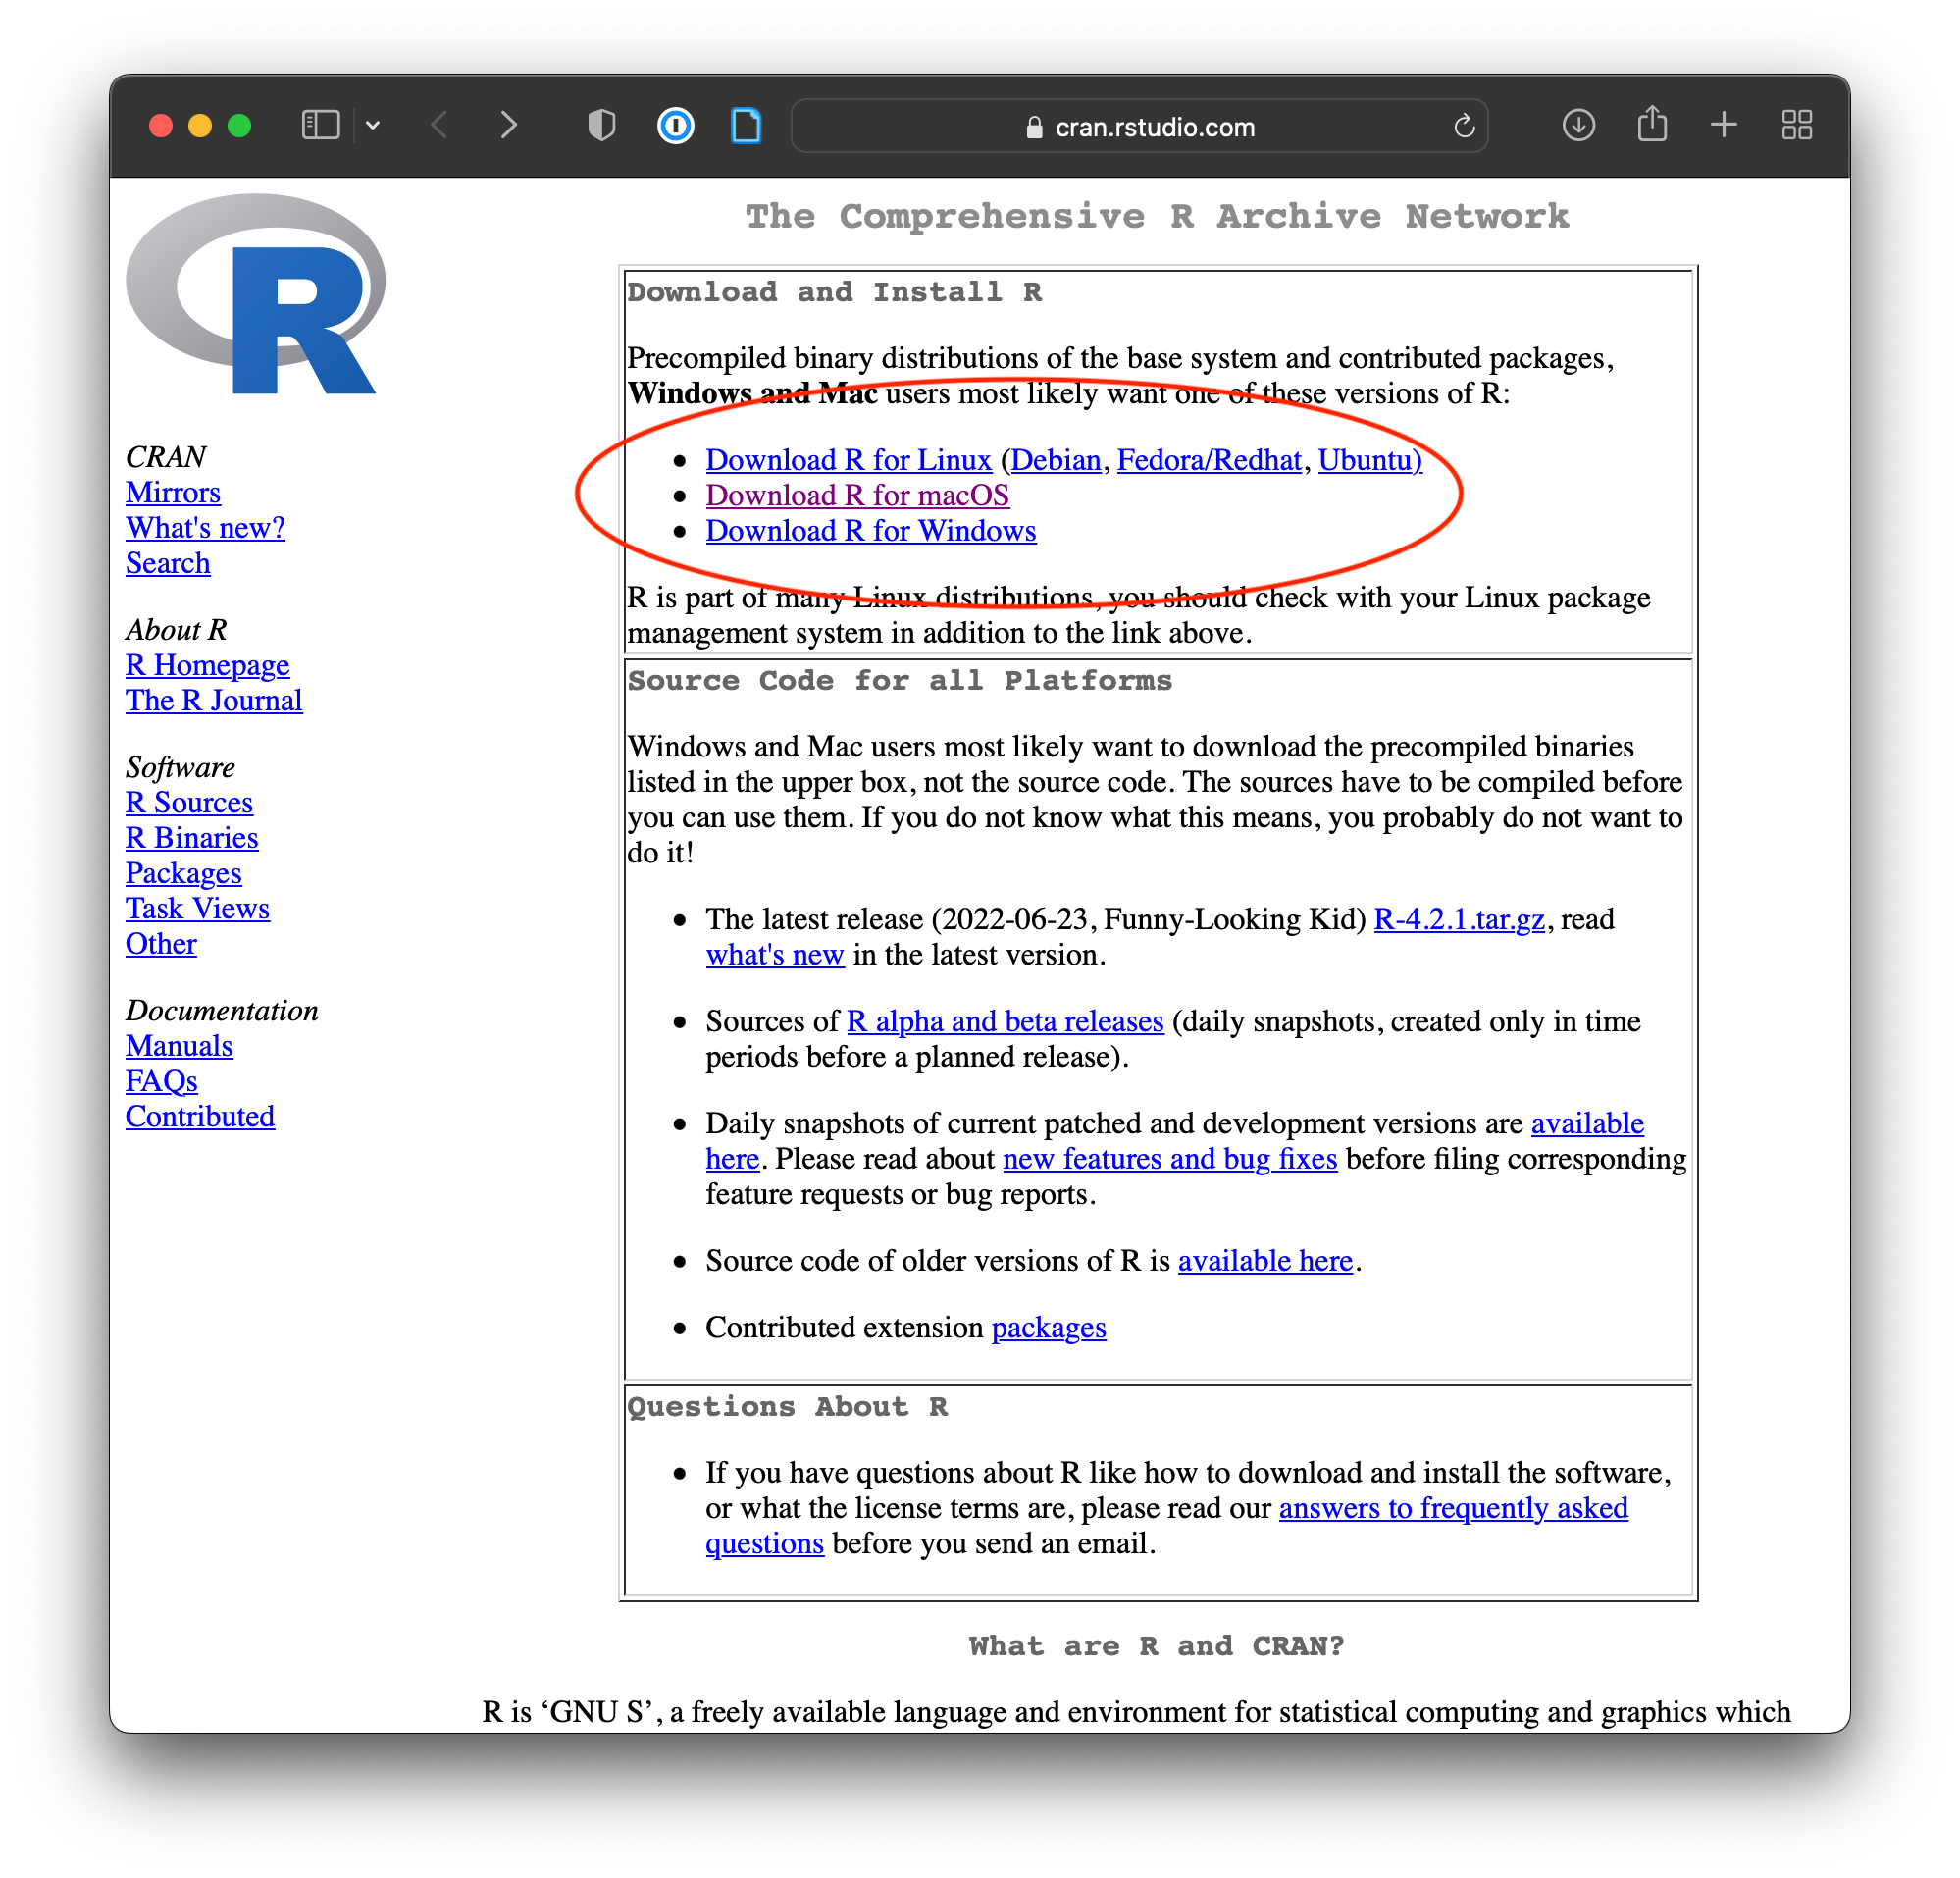 cran.rstudio.com
R
CRAN
Mirrors
What's new?
Search
About R
R Homepage
The R Journal
Software
R Sources
R Binaries
Packages
Task Views
Other
Documentation
Manuals
FAQs
Contributed
The Comprehensive R Archive Network
Download and Install R
Precompiled binary distributions of the base system and contributed packages,
Windows and Mac users most likely want one of these versions of R:
• Download R for Linux (Debian, Fedora/Redhat, Ubuntu)
• Download R for macOS
• Download R for Windows
R is part of many Linux distributions, you should check with your Linux package
management system in addition to the link above.
Source Code for all Platforms
Windows and Mac users most likely want to download the precompiled binaries
listed in the upper box, not the source code. The sources have to be compiled before
you can use them. If you do not know what this means, you probably do not want to
do it!
• The latest release (2022-06-23, Funny-Looking Kid) R-4.2.1.tar.gz, read
what's new in the latest version.
• Sources of R alpha and beta releases (daily snapshots, created only in time
periods before a planned release).
• Daily snapshots of current patched and development versions are available
here. Please read about new features and bug fixes before filing corresponding
feature requests or bug reports.
• Source code of older versions of R is available here.
• Contributed extension packages
Questions About R
• If you have questions about R like how to download and install the software,
or what the license terms are, please read our answers to frequently asked
questions before you send an email.
What are R and CRAN?
R is ‘GNU S’, a freely available language and environment for statistical computing and graphics which